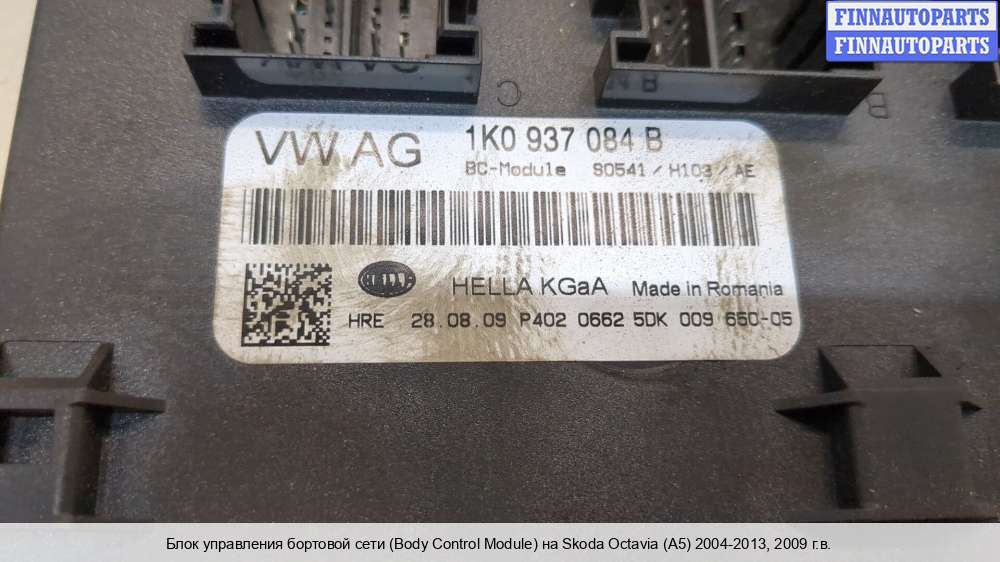 FINNAUTOPARTS
FINNAUTOPARTS
C
B
B
VW AG
1K0 937 084 B
BC-Module S0541 / H103 / AE
HELLA
HELLA KGaA Made in Romania
HRE 28.08.09 P402 0662 5DK 009 650-05
Блок управления бортовой сети (Body Control Module) на Skoda Octavia (A5) 2004-2013, 2009 г.в.